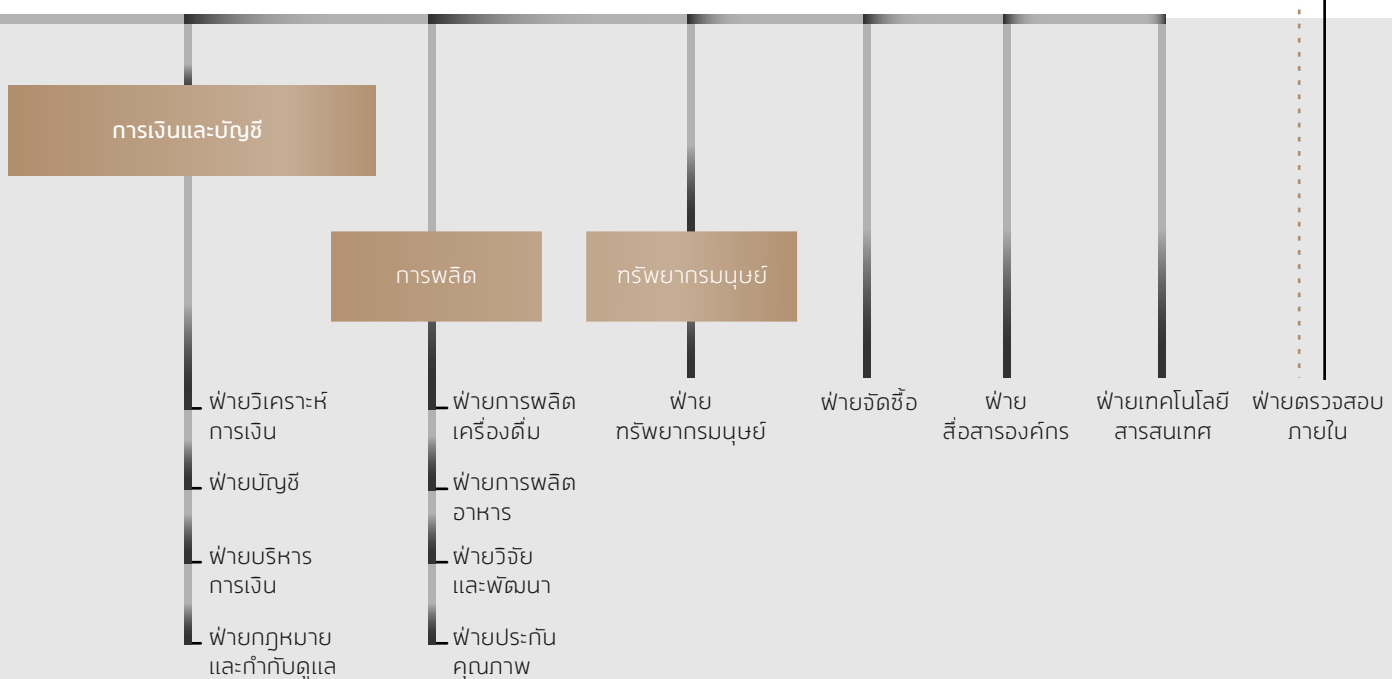 การเงินและบัญชี
การผลิต
ทรัพยากรมนุษย์
ฝ่ายวิเคราะห์
การเงิน
ฝ่ายบัญชี
ฝ่ายบริหาร
การเงิน
ฝ่ายกฎหมาย
และกำกับดูแล
ฝ่ายการผลิต
เครื่องดื่ม
ฝ่ายการผลิต
อาหาร
ฝ่ายวิจัย
และพัฒนา
ฝ่ายประกัน
คุณภาพ
ฝ่าย
ทรัพยากรมนุษย์
ฝ่ายจัดซื้อ
ฝ่าย
สื่อสารองค์กร
ฝ่ายเทคโนโลยี
สารสนเทศ
ฝ่ายตรวจสอบ
ภายใน